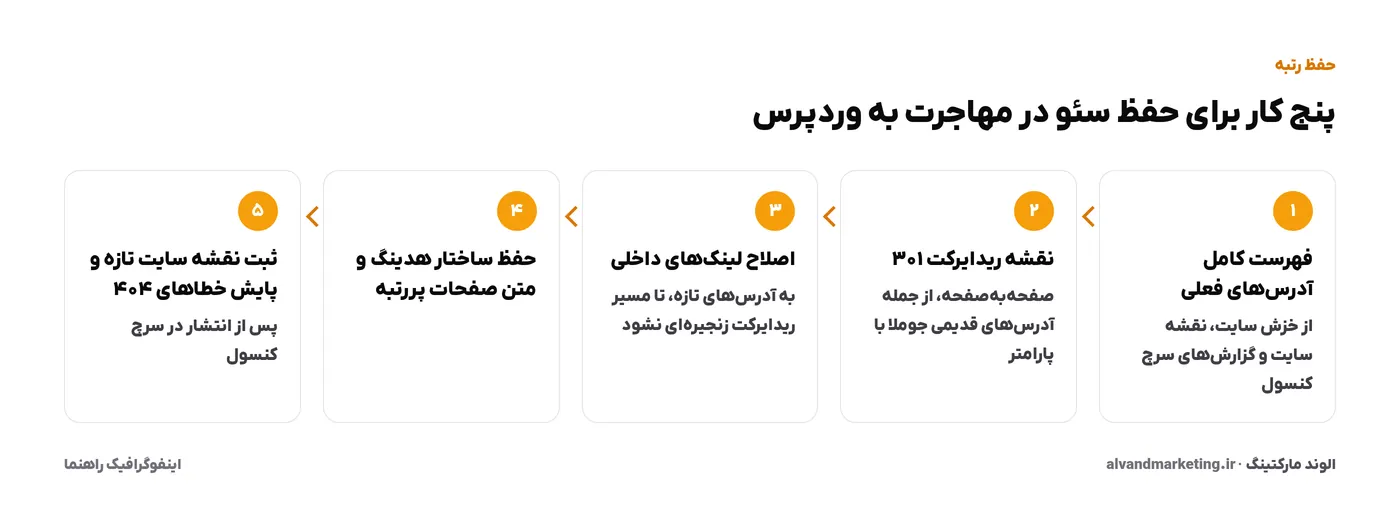 حفظ رتبه
پنج کار برای حفظ سئو در مهاجرت به وردپرس
۱
فهرست کامل
آدرس‌های فعلی
از خزش سایت، نقشه
سایت و گزارش‌های سرچ
کنسول
۲
نقشه ریدایرکت ۳۰۱
صفحه‌به‌صفحه، از جمله
آدرس‌های قدیمی جوملا با
پارامتر
۳
اصلاح لینک‌های داخلی
به آدرس‌های تازه، تا مسیر
ریدایرکت زنجیره‌ای نشود
۴
حفظ ساختار هدینگ و
متن صفحات پررتبه
۵
ثبت نقشه سایت تازه و
پایش خطاهای ۴۰۴
پس از انتشار در سرچ
کنسول
الوند مارکتینگ · alvandmarketing.ir
اینفوگرافیک راهنما